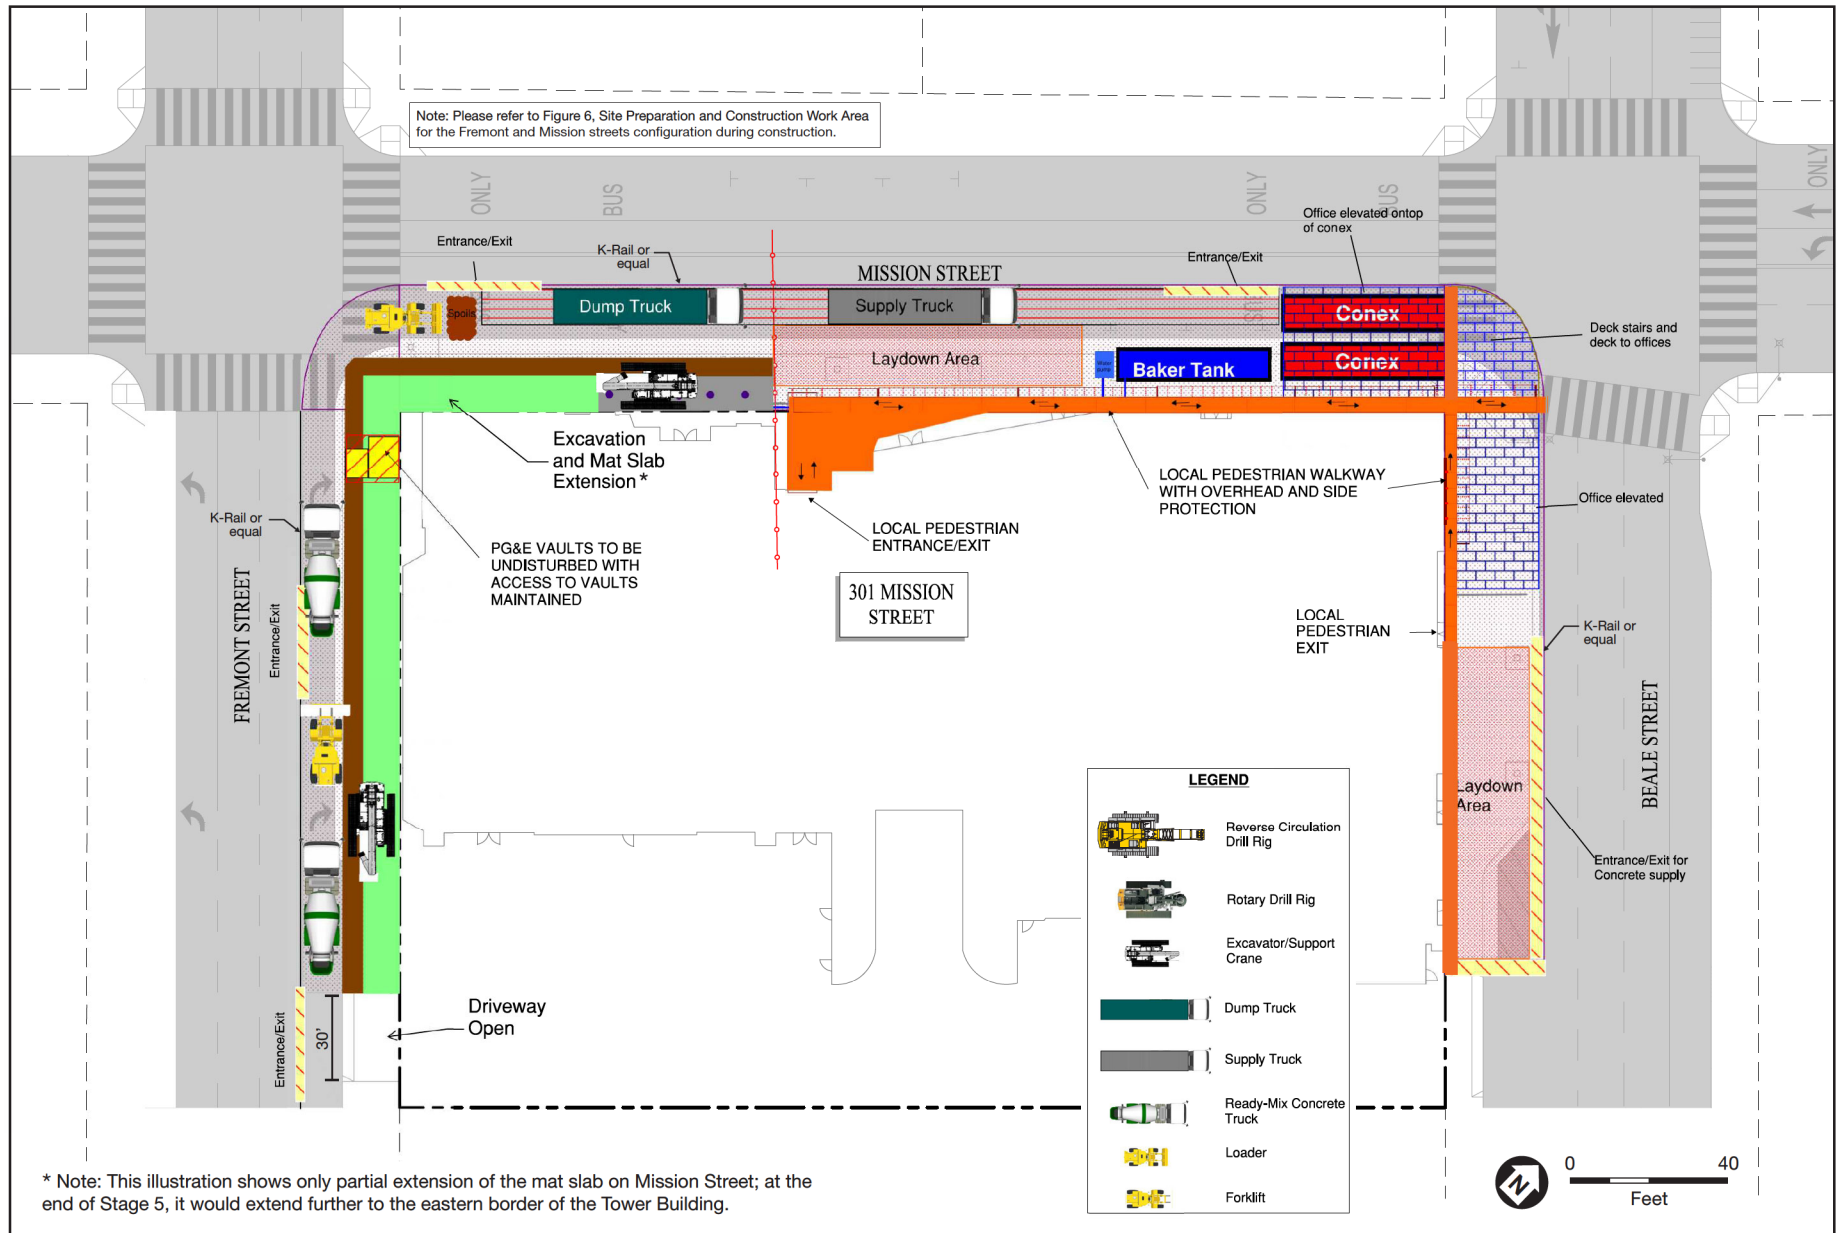 Note: Please refer to Figure 6, Site Preparation and Construction Work Area
for the Fremont and Mission streets configuration during construction.
ONLY
BUS
ONLY
BUS
ONLY
Office elevated ontop
of conex
Entrance/Exit
K-Rail or
equal
MISSION STREET
Entrance/Exit
Spoils
Dump Truck
Supply Truck
Conex
Deck stairs and
deck to offices
Laydown Area
Water
pump
Baker Tank
Conex
Excavation
and Mat Slab
Extension *
LOCAL PEDESTRIAN WALKWAY
WITH OVERHEAD AND SIDE
PROTECTION
Office elevated
K-Rail or
equal
LOCAL PEDESTRIAN
ENTRANCE/EXIT
PG&E VAULTS TO BE
UNDISTURBED WITH
ACCESS TO VAULTS
MAINTAINED
301 MISSION
STREET
FREMONT STREET
Entrance/Exit
LOCAL
PEDESTRIAN
EXIT
K-Rail or
equal
BEALE STREET
Laydown
Area
Entrance/Exit for
Concrete supply
LEGEND
Reverse Circulation
Drill Rig
Rotary Drill Rig
Excavator/Support
Crane
Dump Truck
Supply Truck
Ready-Mix Concrete
Truck
Loader
Forklift
Driveway
Open
Entrance/Exit
30'
* Note: This illustration shows only partial extension of the mat slab on Mission Street; at the
end of Stage 5, it would extend further to the eastern border of the Tower Building.
N
0 40
Feet